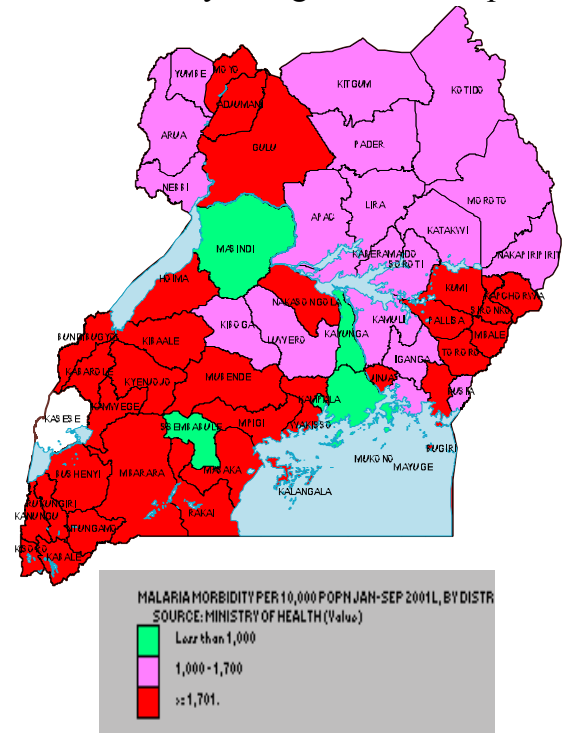 MOYO
YUMBE
KITGUM
KOTIDO
ADJUMANI
ARUA
GULU
PADER
NEBBI
LIRA
MOROTO
APAC
KATAKWI
MASINDI
KABERAMAIDO
SOROTI
NAKAPIRIPIRIT
HOIMA
KUMI
NAKASONGOLA
KAPCHORWA
KIBOGA
KAMULI
SIRONKO
PALLISA
BUNDIBUGYO
LUWERO
KAYUNGA
MBALE
KIBAALE
IGANGA
TORORO
KABAROLE
KYENJOJO
MUBENDE
JINJA
BUSIA
KAMWEGE
KAMPALA
KASESE
SSEMBABULE
MPIGI
WAKISSO
BUGIRI
MUKONO
BUSHENYI
MBARARA
MASAKA
MAYUGE
KALANGALA
RUKUNGIRI
RAKAI
KANUNGU
NTUNGAMO
KISORO
KABALE
MALARIA MORBIDITY PER 10,000 POPN JAN-SEP 2001L, BY DISTR
SOURCE: MINISTRY OF HEALTH (Value)
Less than 1,000
1,000 - 1,700
>= 1,701.